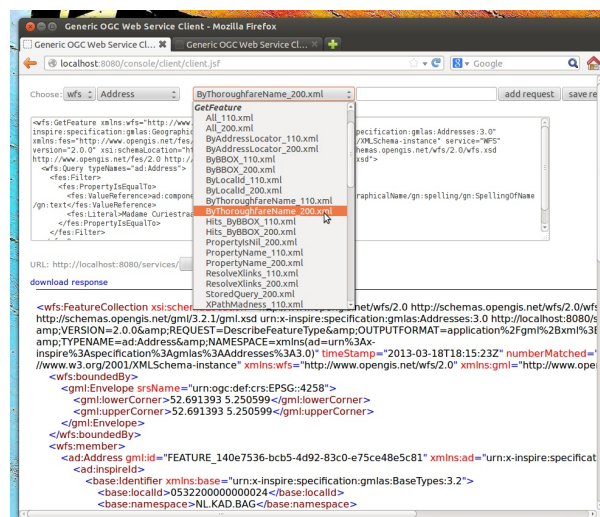 Generic OGC Web Service Client - Mozilla Firefox
Generic OGC Web Service Cl... Generic OGC Web Service Cl...
localhost:8080/console/client/client.jsf Google
Choose: wfs Address ByThoroughfareName_200.xml add request save re
GetFeature
All_110.xml
All_200.xml
ByAddressLocator_110.xml
ByAddressLocator_200.xml
ByBBOX_110.xml
ByBBOX_200.xml
ByLocalId_110.xml
ByLocalId_200.xml
ByThoroughfareName_110.xml
ByThoroughfareName_200.xml
Hits_ByBBOX_110.xml
Hits_ByBBOX_200.xml
PropertyIsNil_200.xml
PropertyName_110.xml
PropertyName_200.xml
ResolveXlinks_110.xml
ResolveXlinks_200.xml
StoredQuery_200.xml
XPathMadness_110.xml
<wfs:GetFeature xmlns:wfs="http://www.
inspire:specification:gmlas:Geographic pecification:gmlas:Addresses:3.0"
xmlns:fes="http://www.opengis.net/fes/ /XMLSchema-instance" service="WFS"
version="2.0.0" xsi:schemaLocation="ht hemas.opengis.net/wfs/2.0/wfs.xsd
http://www.opengis.net/fes/2.0 http:/ xsd">
<wfs:Query typeNames="ad:Address">
<fes:Filter>
<fes:PropertyIsEqualTo>
<fes:ValueReference>ad:compone raphicalName/gn:spelling/gn:SpellingOfName
/gn:text</fes:ValueReference>
<fes:Literal>Madame Curiestraa
</fes:PropertyIsEqualTo>
</fes:Filter>
URL: http://localhost:8080/services/
download response
<wfs:FeatureCollection xsi:schem engis.net/wfs/2.0 http://schemas.opengis.net/wfs/2.0/wfs
http://schemas.opengis.net/gml/3.2.1/gml.xsd urn:x-inspire:specification:gmlas:Addresses:3.0 http://localhost:8080/s
amp;VERSION=2.0.0&amp;REQUEST=DescribeFeatureType&amp;OUTPUTFORMAT=application%2Fgml%2Bxml%3B
amp;TYPENAME=ad:Address&amp;NAMESPACE=xmlns(ad=urn%3Ax-
inspire%3Aspecification%3Agmlas%3AAddresses%3A3.0)" timeStamp="2013-03-18T18:15:23Z" numberMatched="
//www.w3.org/2001/XMLSchema-instance" xmlns:wfs="http://www.opengis.net/wfs/2.0" xmlns:gml="http://www.ope
<wfs:boundedBy>
<gml:Envelope srsName="urn:ogc:def:crs:EPSG::4258">
<gml:lowerCorner>52.691393 5.250599</gml:lowerCorner>
<gml:upperCorner>52.691393 5.250599</gml:upperCorner>
</gml:Envelope>
</wfs:boundedBy>
<wfs:member>
<ad:Address gml:id="FEATURE_140e7536-bcb5-4d92-83c0-e75ce48e5c81" xmlns:ad="urn:x-inspire:specificat
<ad:inspireId>
<base:Identifier xmlns:base="urn:x-inspire:specification:gmlas:BaseTypes:3.2">
<base:localId>0532200000000024</base:localId>
<base:namespace>NL.KAD.BAG</base:namespace>